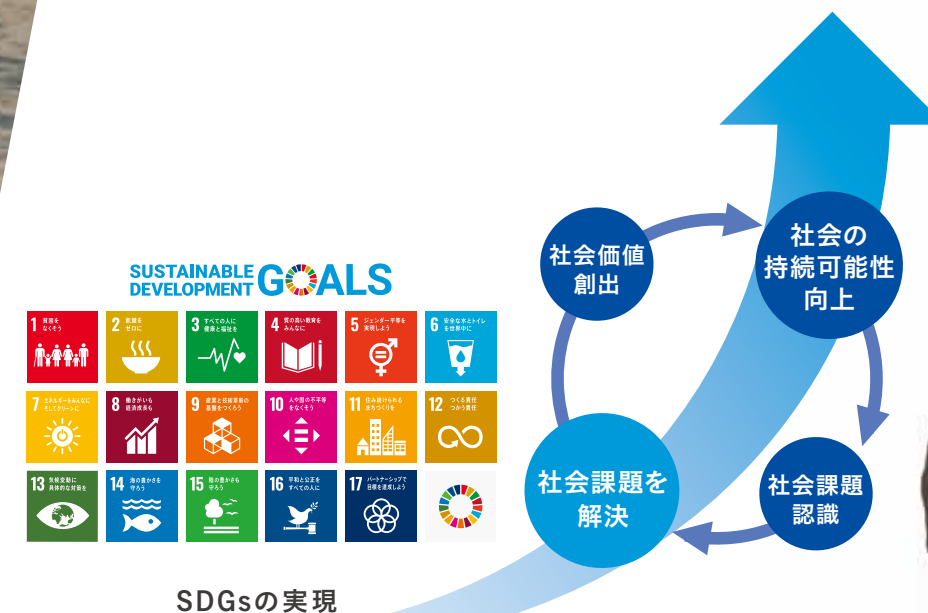 SUSTAINABLE
DEVELOPMENT
GOALS
1 貧困を
なくそう
2 飢餓を
ゼロに
3 すべての人に
健康と福祉を
4 質の高い教育を
みんなに
5 ジェンダー平等を
実現しよう
6 安全な水とトイレ
を世界中に
7 エネルギーをみんなに
そしてクリーンに
8 働きがいも
経済成長も
9 産業と技術革新の
基盤をつくろう
10 人や国の不平等
をなくそう
11 住み続けられる
まちづくりを
12 つくる責任
つかう責任
13 気候変動に
具体的な対策を
14 海の豊かさを
守ろう
15 陸の豊かさも
守ろう
16 平和と公正を
すべての人に
17 パートナーシップで
目標を達成しよう
SDGsの実現
社会価値
創出
社会の
持続可能性
向上
社会課題を
解決
社会課題
認識